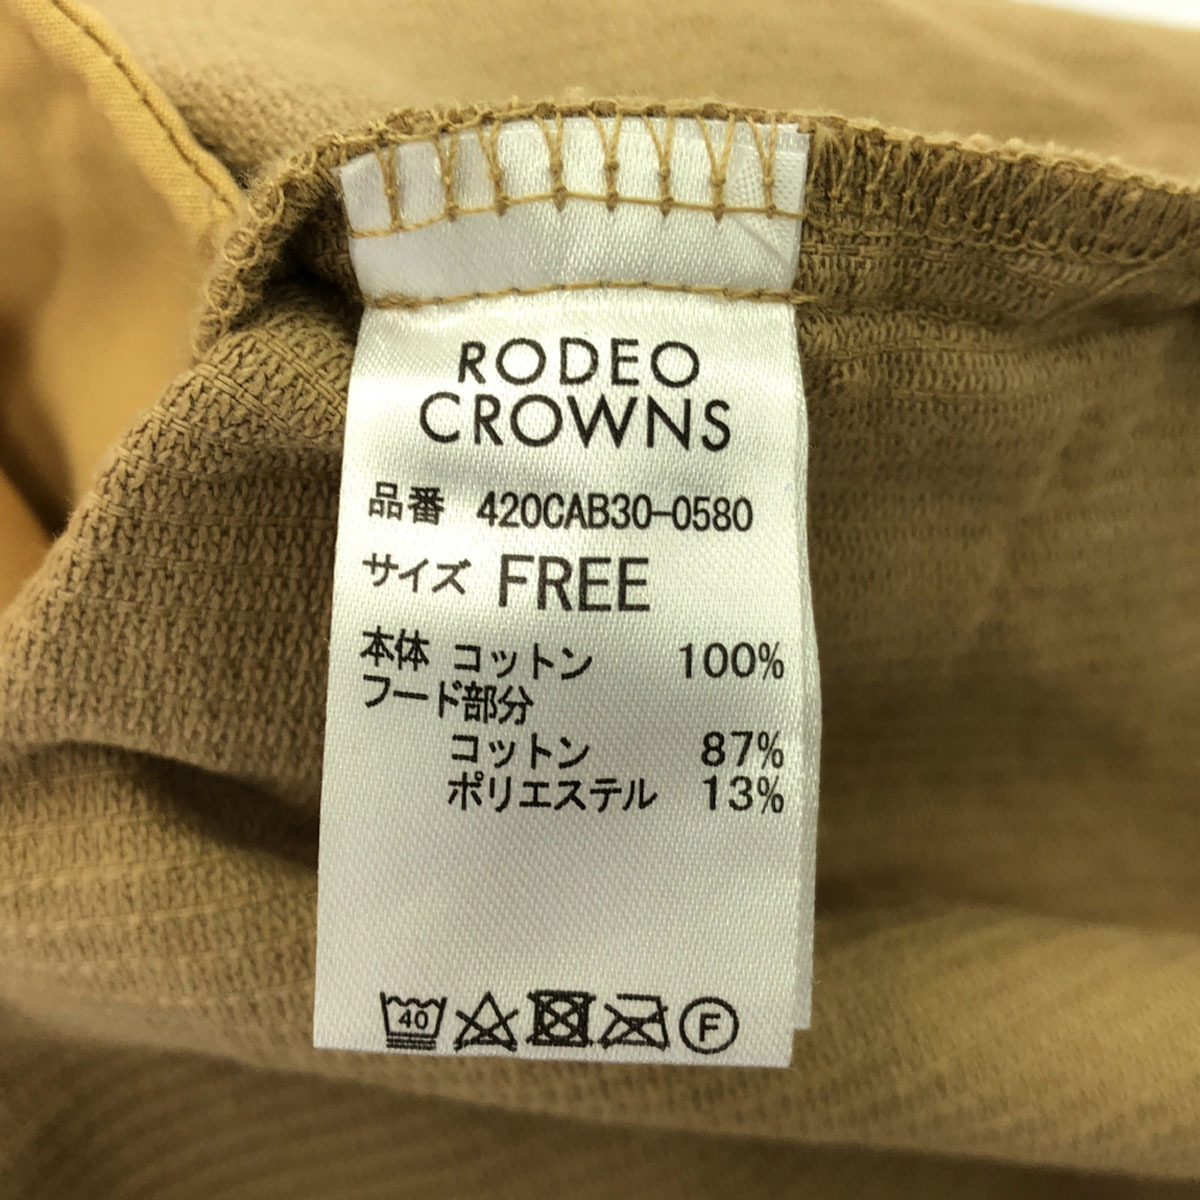 RODEO
CROWNS
品番 420CAB30-0580
サイズ FREE
本体 コットン 100%
フード部分
コットン 87%
ポリエステル 13%
40 F